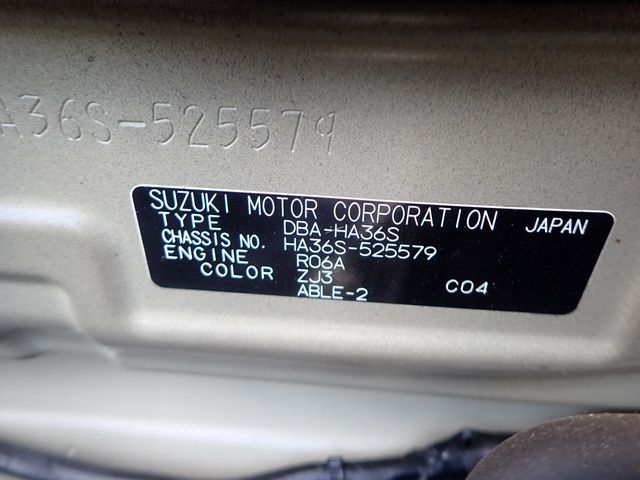 A36S-525579
SUZUKI MOTOR CORPORATION JAPAN
TYPE DBA-HA36S
CHASSIS NO. HA36S-525579
ENGINE R06A
COLOR ZJ3
ABLE-2 C04